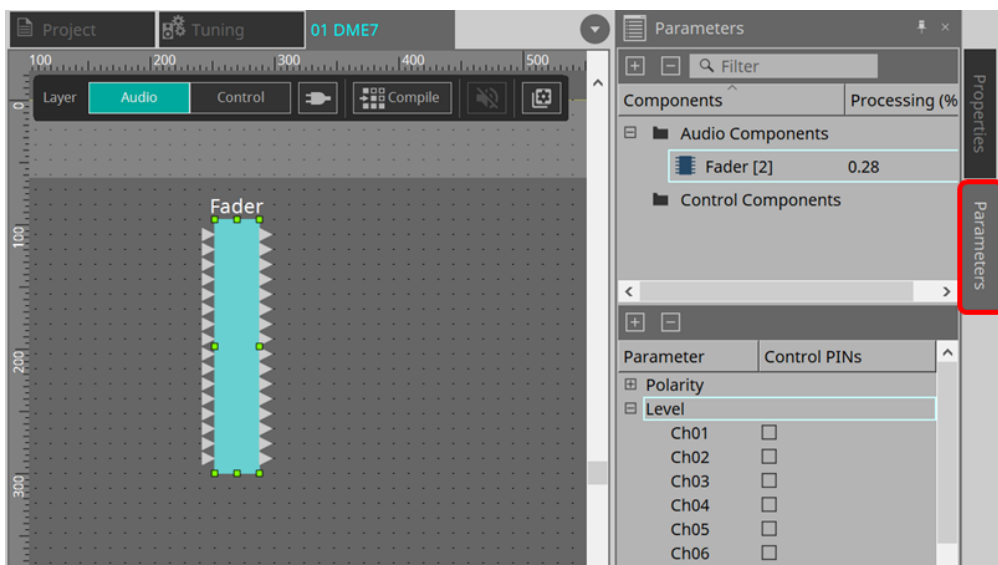 Project
Tuning
01 DME7
Parameters
100
200
300
400
500
Filter
Layer
Audio
Control
Compile
Components
Processing (%
Properties
Audio Components
Fader [2]
0.28
Control Components
Parameters
0
Fader
100
200
300
Parameter
Control PINs
Polarity
Level
Ch01
Ch02
Ch03
Ch04
Ch05
Ch06